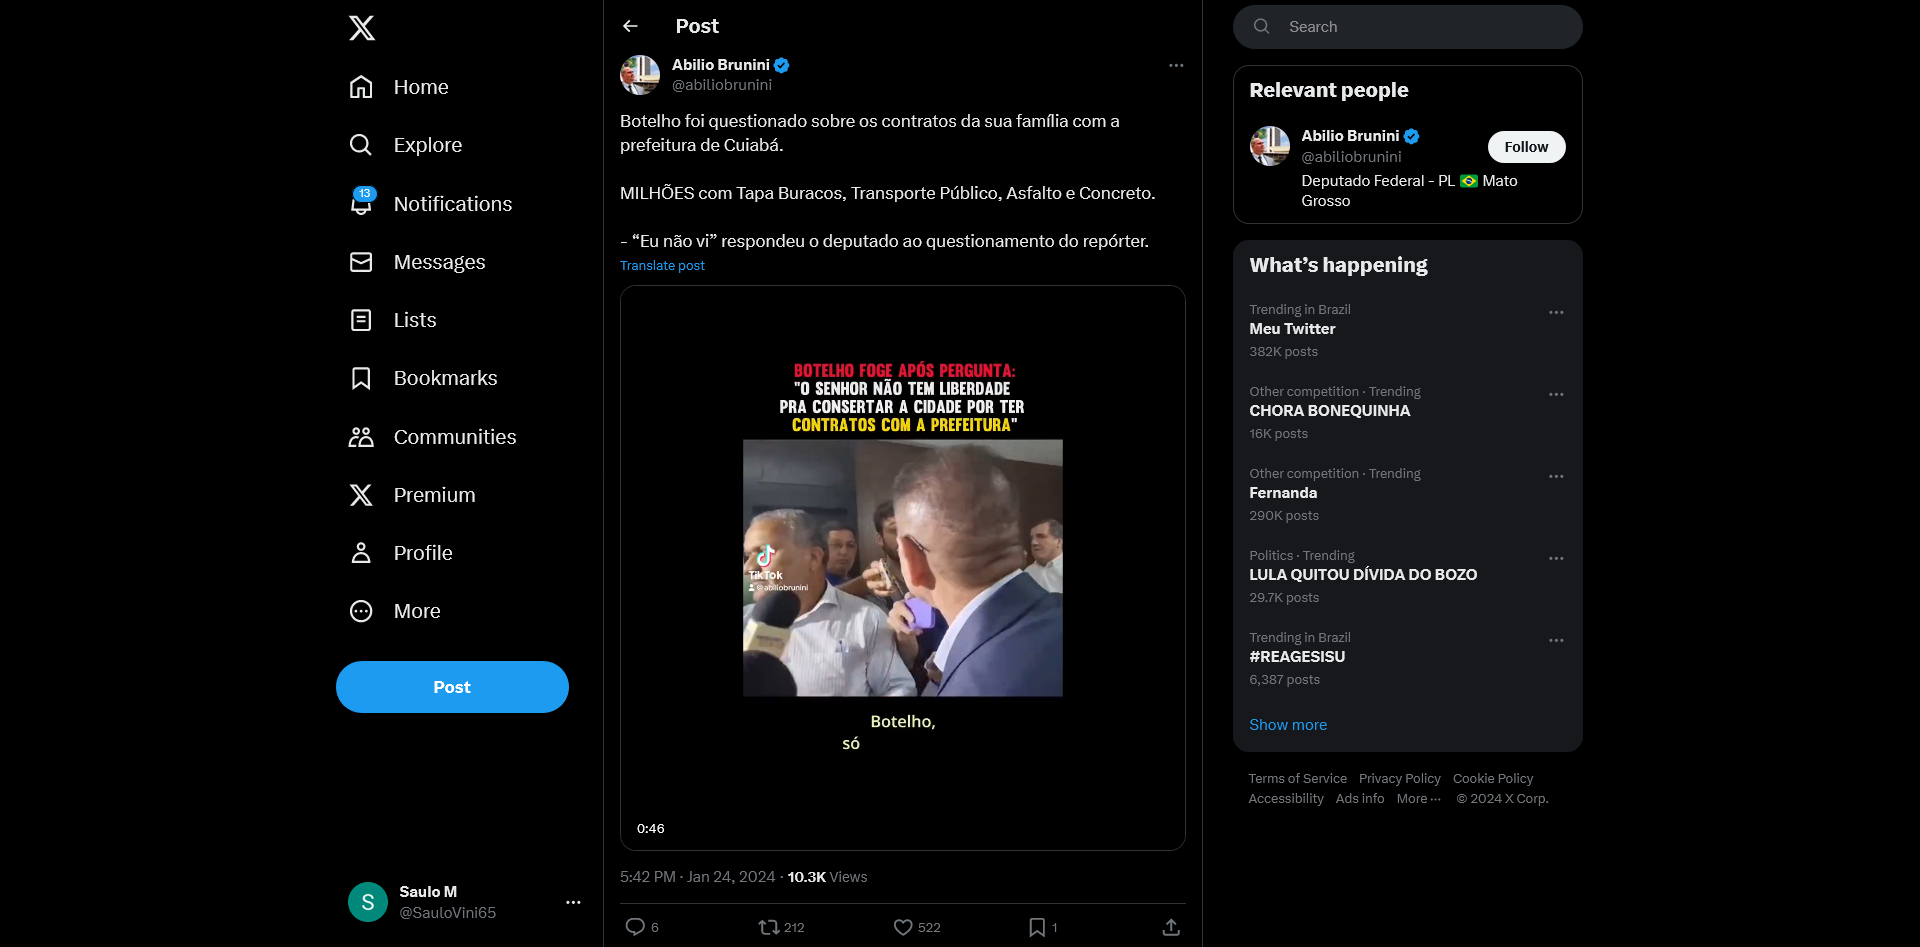 Home
Explore
13
Notifications
Messages
Lists
Bookmarks
Communities
Premium
Profile
More
Post
Saulo M
@SauloVini65
Post
Abilio Brunini
@abiliobrunini
Botelho foi questionado sobre os contratos da sua família com a
prefeitura de Cuiabá.
MILHÕES com Tapa Buracos, Transporte Público, Asfalto e Concreto.
- “Eu não vi” respondeu o deputado ao questionamento do repórter.
Translate post
BOTELHO FOGE APÓS PERGUNTA:
"O SENHOR NÃO TEM LIBERDADE
PRA CONSERTAR A CIDADE POR TER
CONTRATOS COM A PREFEITURA"
TikTok
@abiliobrunini
Botelho,
só
0:46
5:42 PM · Jan 24, 2024 · 10.3K Views
6 212 522 1
Search
Relevant people
Abilio Brunini
@abiliobrunini
Follow
Deputado Federal - PL 🇧🇷 Mato
Grosso
What’s happening
Trending in Brazil
Meu Twitter
382K posts
Other competition · Trending
CHORA BONEQUINHA
16K posts
Other competition · Trending
Fernanda
290K posts
Politics · Trending
LULA QUITOU DÍVIDA DO BOZO
29.7K posts
Trending in Brazil
#REAGESISU
6,387 posts
Show more
Terms of Service Privacy Policy Cookie Policy
Accessibility Ads info More ··· © 2024 X Corp.